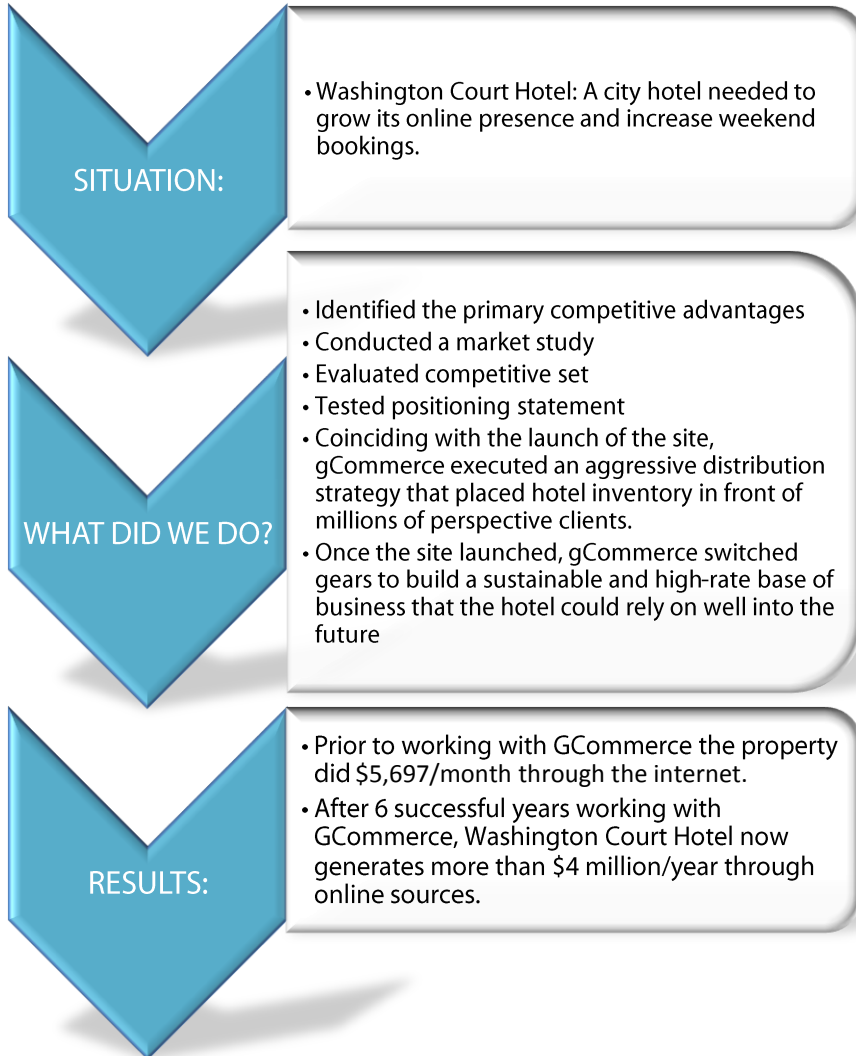 SITUATION:
• Washington Court Hotel: A city hotel needed to
grow its online presence and increase weekend
bookings.
WHAT DID WE DO?
• Identified the primary competitive advantages
• Conducted a market study
• Evaluated competitive set
• Tested positioning statement
• Coinciding with the launch of the site,
gCommerce executed an aggressive distribution
strategy that placed hotel inventory in front of
millions of perspective clients.
• Once the site launched, gCommerce switched
gears to build a sustainable and high-rate base of
business that the hotel could rely on well into the
future
RESULTS:
• Prior to working with GCommerce the property
did $5,697/month through the internet.
• After 6 successful years working with
GCommerce, Washington Court Hotel now
generates more than $4 million/year through
online sources.